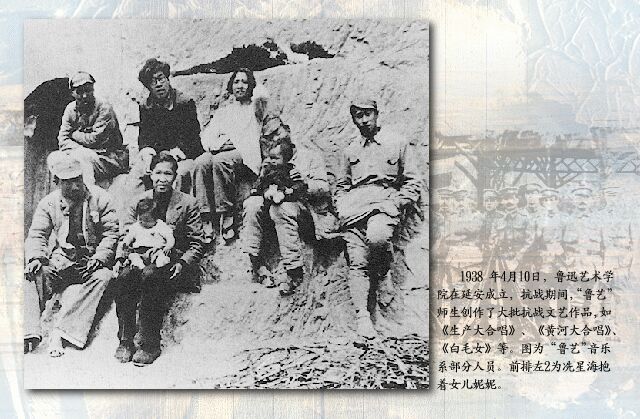 1938 年4月10日，鲁迅艺术学
院在延安成立，抗战期间，“鲁艺”
师生创作了大批抗战文艺作品，如
《生产大合唱》、《黄河大合唱》、
《白毛女》等。图为“鲁艺”音乐
系部分人员。前排左2为冼星海抱
着女儿妮妮。